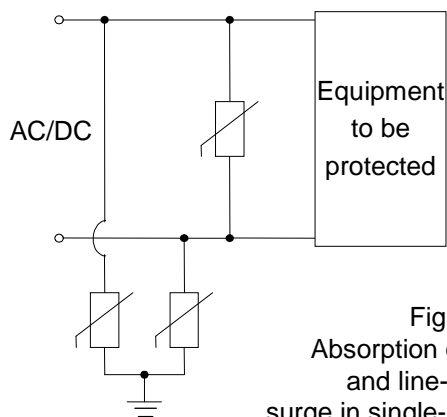 Equipment
to be
protected
AC/DC
Fig
Absorption
and line-
surge in single-